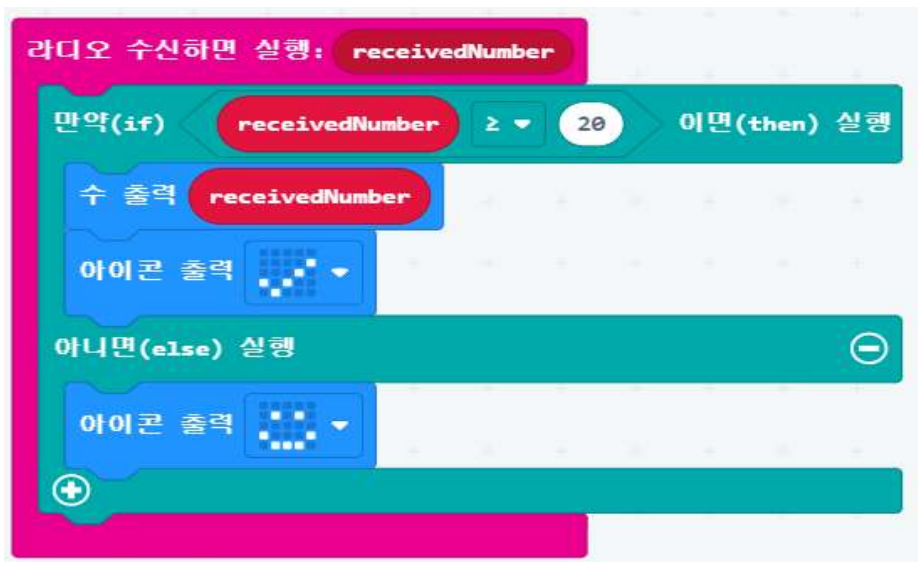 라디오 수신하면 실행: receivedNumber
만약(if) receivedNumber ≥ 20 이면(then) 실행
수 출력 receivedNumber
아이콘 출력
아니면(else) 실행
아이콘 출력